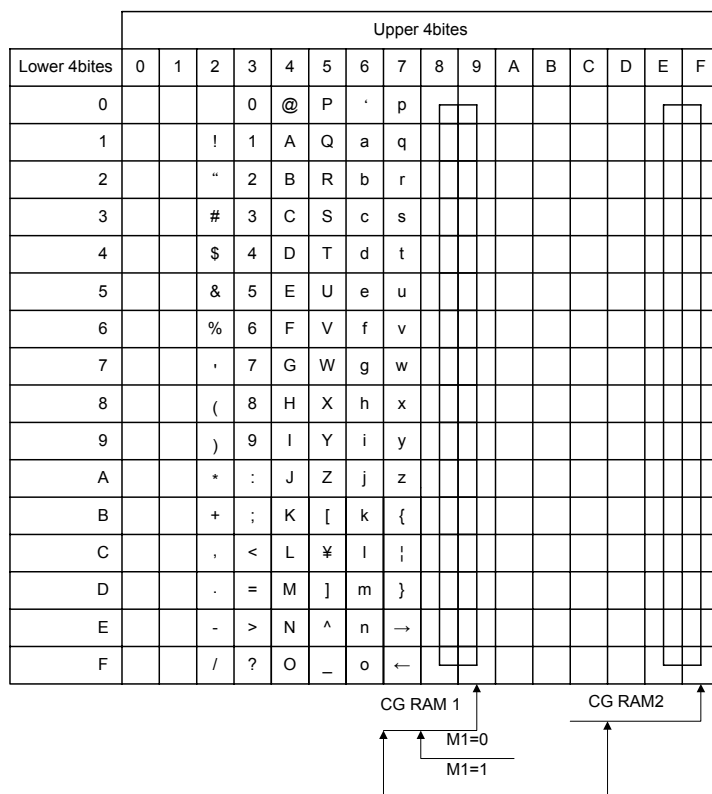 Upper 4bites
Lower 4bites 0 1 2 3 4 5 6 7 8 9 A B C D E F
0 0 @ P ‘ p
1 ! 1 A Q a q
2 “ 2 B R b r
3 # 3 C S c s
4 $ 4 D T d t
5 & 5 E U e u
6 % 6 F V f v
7 ' 7 G W g w
8 ( 8 H X h x
9 ) 9 I Y i y
A * : J Z j z
B + ; K [ k {
C , < L ¥ l ¦
D . = M ] m }
E - > N ^ n →
F / ? O _ o ←
CG RAM 1 CG RAM2
M1=0
M1=1